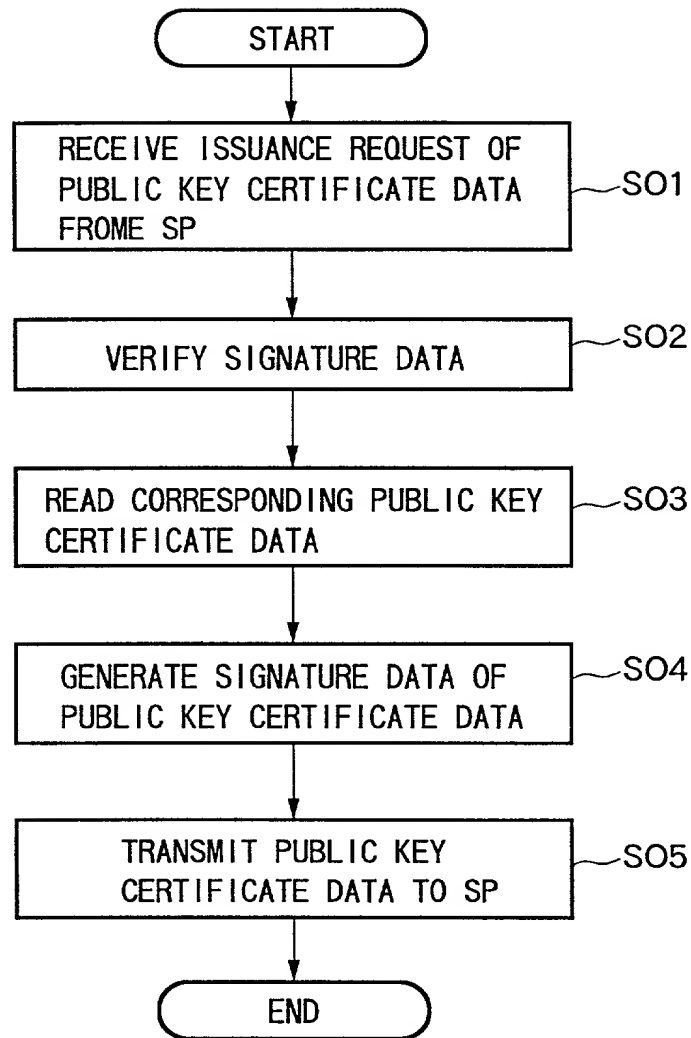 START
RECEIVE ISSUANCE REQUEST OF
PUBLIC KEY CERTIFICATE DATA
FROME SP
SO1
VERIFY SIGNATURE DATA
SO2
READ CORRESPONDING PUBLIC KEY
CERTIFICATE DATA
SO3
GENERATE SIGNATURE DATA OF
PUBLIC KEY CERTIFICATE DATA
SO4
TRANSMIT PUBLIC KEY
CERTIFICATE DATA TO SP
SO5
END